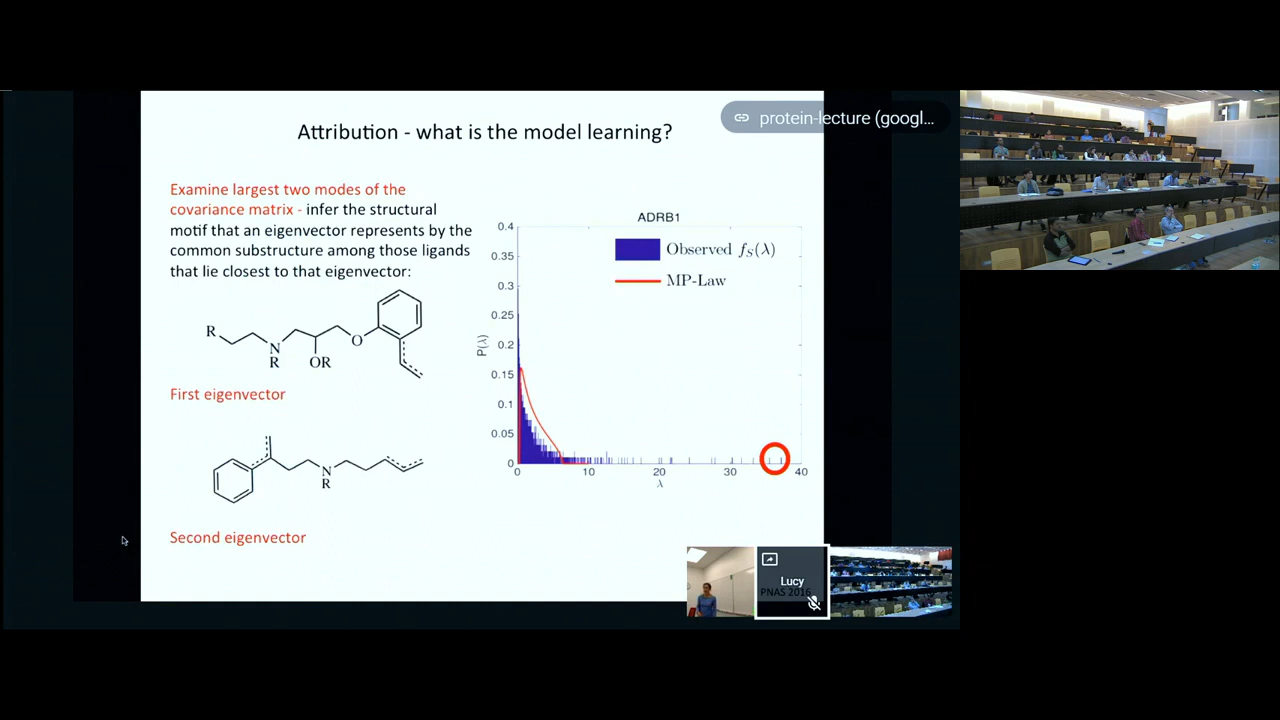 Attribution - what is the model learning?
protein-lecture (googl...
Examine largest two modes of the
covariance matrix - infer the structural
motif that an eigenvector represents by the
common substructure among those ligands
that lie closest to that eigenvector:
R
N
R
OR
O
First eigenvector
N
R
Second eigenvector
ADRB1
Observed f_S(λ)
MP-Law
P(λ)
0.4
0.35
0.3
0.25
0.2
0.15
0.1
0.05
0
0 10 20 30 40
λ
Lucy
PNAS 2016